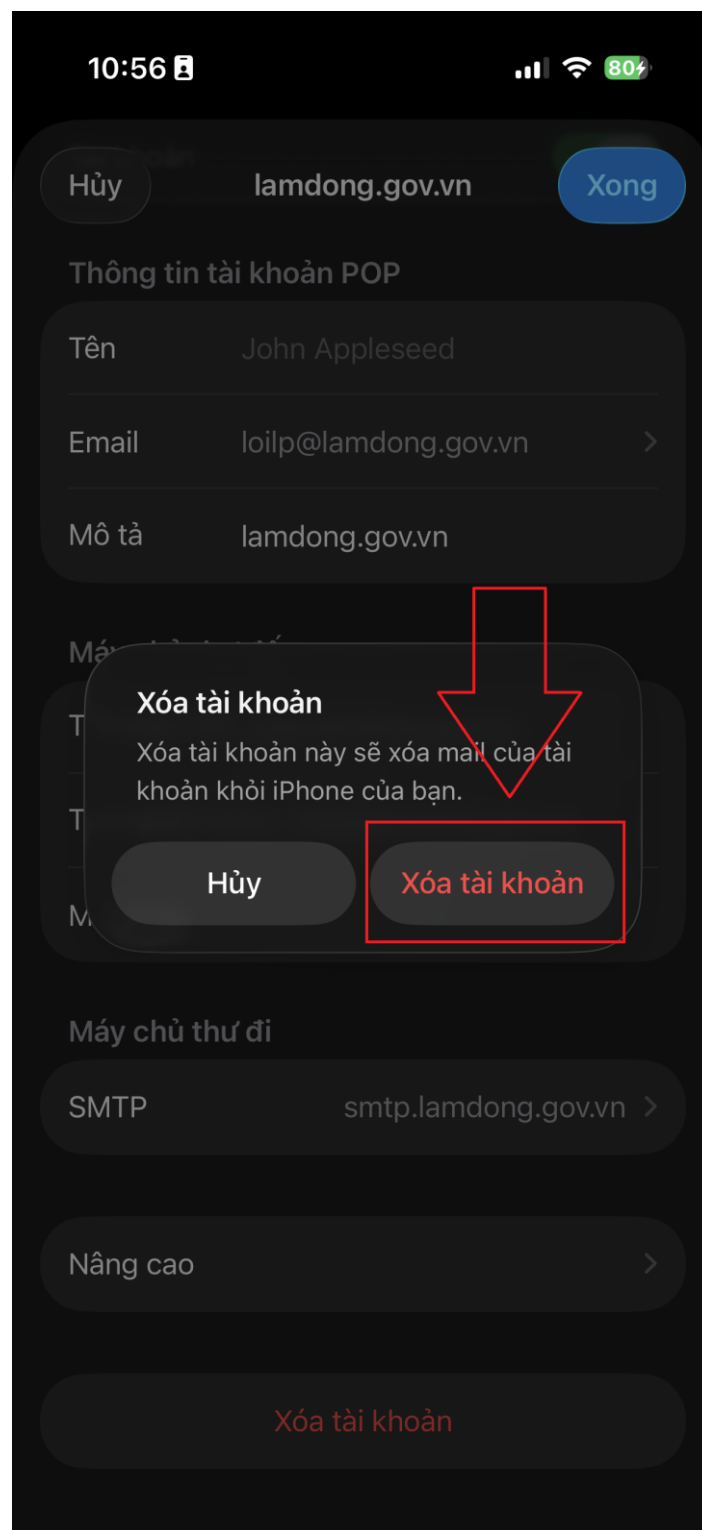 10:56
80
Hủy
lamdong.gov.vn
Xong
Thông tin tài khoản POP
Tên
John Appleseed
Email
loilp@lamdong.gov.vn
Mô tả
lamdong.gov.vn
Xóa tài khoản
Xóa tài khoản này sẽ xóa mail của tài
khoản khỏi iPhone của bạn.
Hủy
Xóa tài khoản
Máy chủ thư đi
SMTP
smtp.lamdong.gov.vn
Nâng cao
Xóa tài khoản